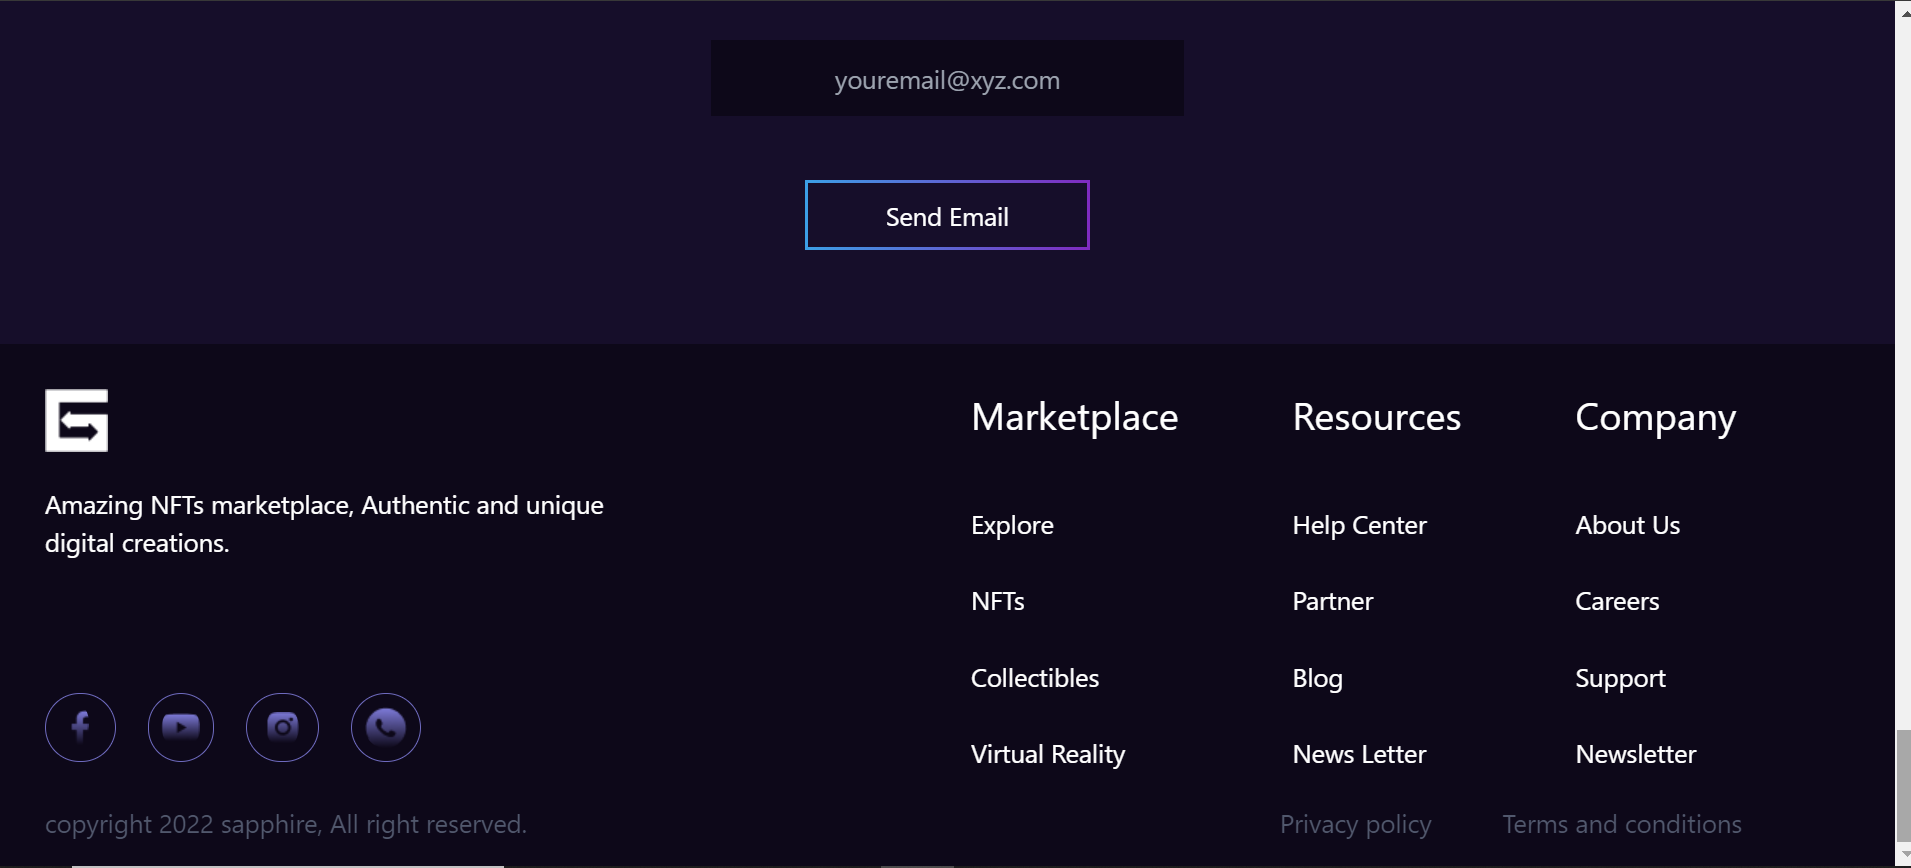 youremail@xyz.com
Send Email
Amazing NFTs marketplace, Authentic and unique
digital creations.
Marketplace
Explore
NFTs
Collectibles
Virtual Reality
Resources
Help Center
Partner
Blog
News Letter
Company
About Us
Careers
Support
Newsletter
copyright 2022 sapphire, All right reserved.
Privacy policy
Terms and conditions